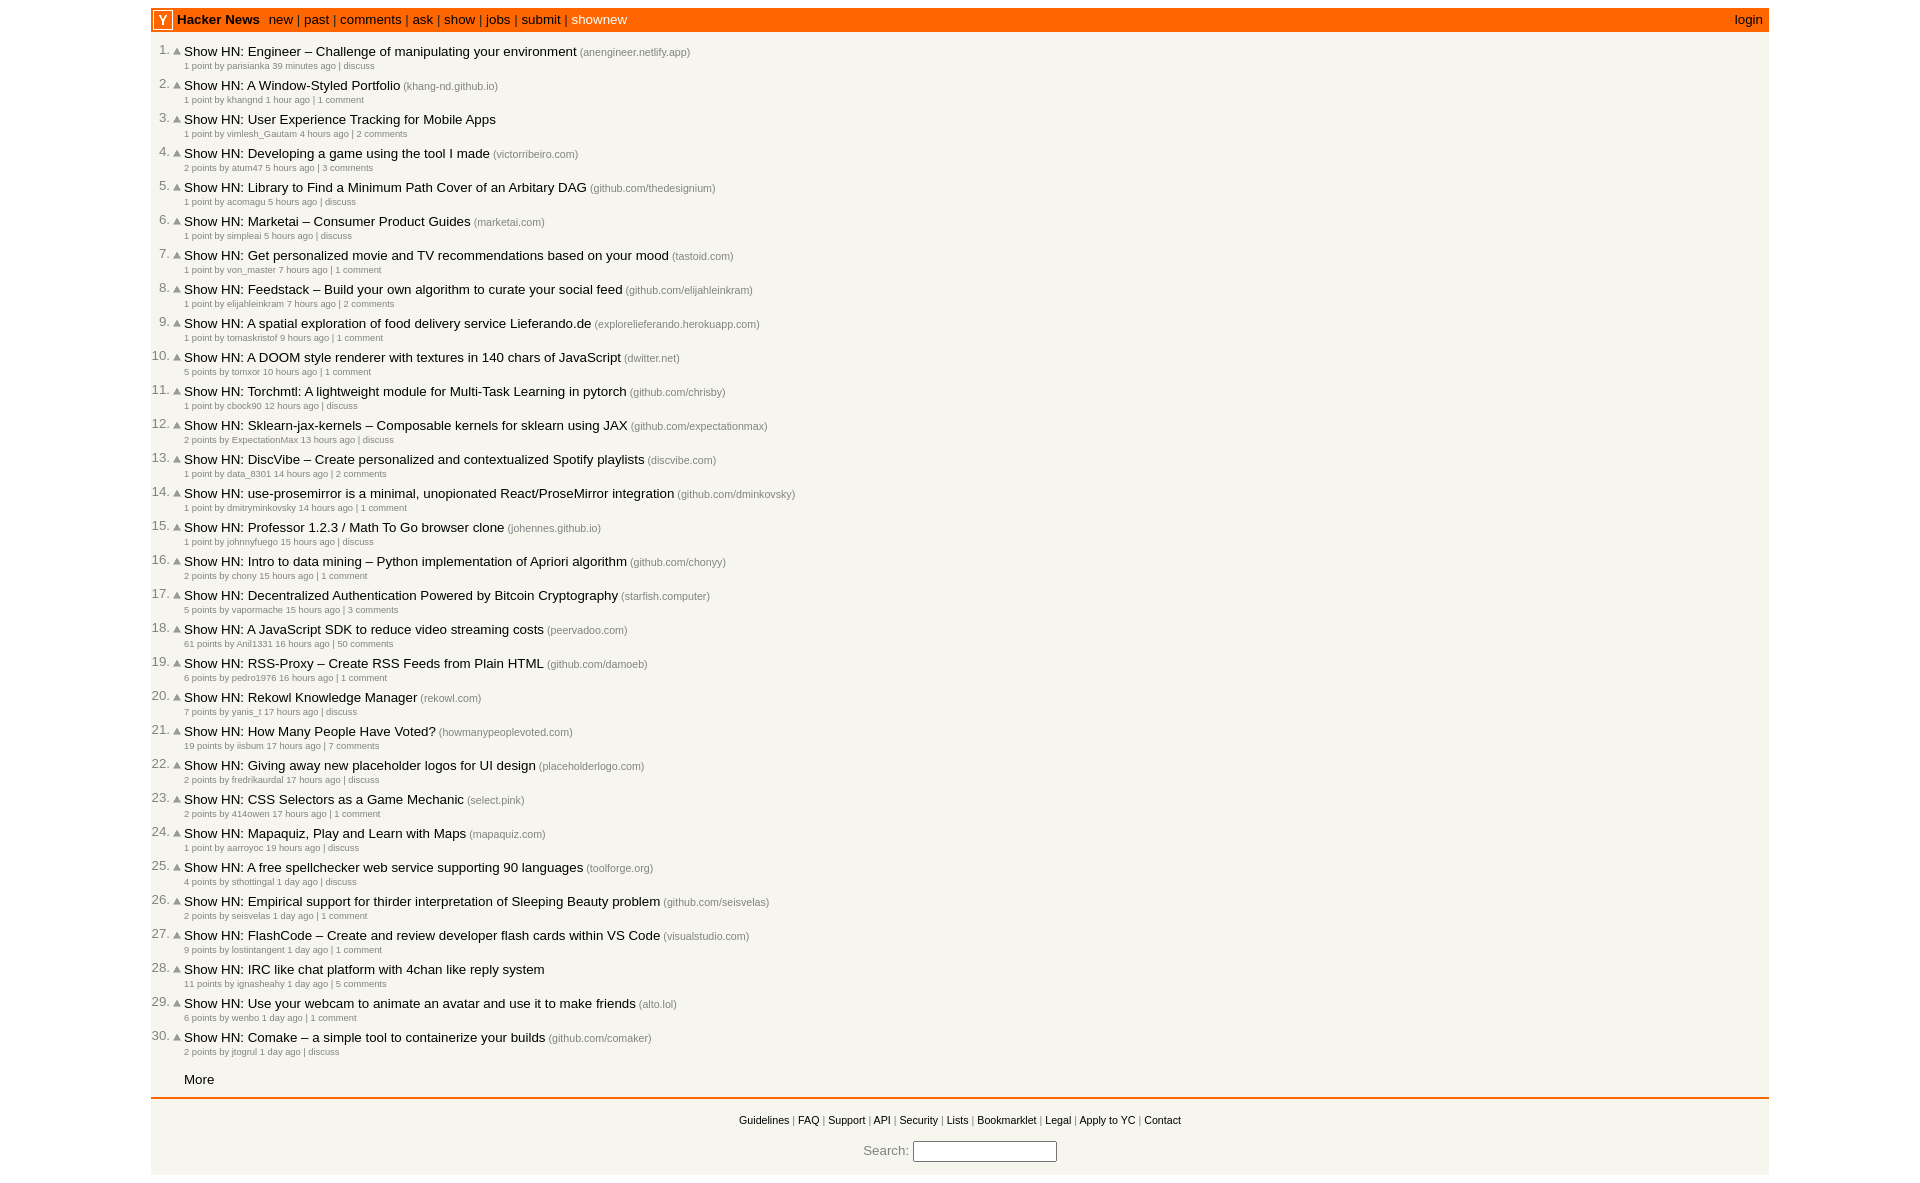 Y Hacker News new | past | comments | ask | show | jobs | submit | shownew login
1. Show HN: Engineer – Challenge of manipulating your environment (anengineer.netlify.app)
1 point by parisianka 39 minutes ago | discuss
2. Show HN: A Window-Styled Portfolio (khang-nd.github.io)
1 point by khangnd 1 hour ago | 1 comment
3. Show HN: User Experience Tracking for Mobile Apps
1 point by vimlesh_Gautam 4 hours ago | 2 comments
4. Show HN: Developing a game using the tool I made (victorribeiro.com)
2 points by atum47 5 hours ago | 3 comments
5. Show HN: Library to Find a Minimum Path Cover of an Arbitary DAG (github.com/thedesignium)
1 point by acomagu 5 hours ago | discuss
6. Show HN: Marketai – Consumer Product Guides (marketai.com)
1 point by simpleai 5 hours ago | discuss
7. Show HN: Get personalized movie and TV recommendations based on your mood (tastoid.com)
1 point by von_master 7 hours ago | 1 comment
8. Show HN: Feedstack – Build your own algorithm to curate your social feed (github.com/elijahleinkram)
1 point by elijahleinkram 7 hours ago | 2 comments
9. Show HN: A spatial exploration of food delivery service Lieferando.de (explorelieferando.herokuapp.com)
1 point by tomaskristof 9 hours ago | 1 comment
10. Show HN: A DOOM style renderer with textures in 140 chars of JavaScript (dwitter.net)
5 points by tomxor 10 hours ago | 1 comment
11. Show HN: Torchmtl: A lightweight module for Multi-Task Learning in pytorch (github.com/chrisby)
1 point by cbock90 12 hours ago | discuss
12. Show HN: Sklearn-jax-kernels – Composable kernels for sklearn using JAX (github.com/expectationmax)
2 points by ExpectationMax 13 hours ago | discuss
13. Show HN: DiscVibe – Create personalized and contextualized Spotify playlists (discvibe.com)
1 point by data_8301 14 hours ago | 2 comments
14. Show HN: use-prosemirror is a minimal, unopionated React/ProseMirror integration (github.com/dminkovsky)
1 point by dmitryminkovsky 14 hours ago | 1 comment
15. Show HN: Professor 1.2.3 / Math To Go browser clone (johennes.github.io)
1 point by johnnyfuego 15 hours ago | discuss
16. Show HN: Intro to data mining – Python implementation of Apriori algorithm (github.com/chonyy)
2 points by chony 15 hours ago | 1 comment
17. Show HN: Decentralized Authentication Powered by Bitcoin Cryptography (starfish.computer)
5 points by vapormache 15 hours ago | 3 comments
18. Show HN: A JavaScript SDK to reduce video streaming costs (peervadoo.com)
61 points by Anil1331 16 hours ago | 50 comments
19. Show HN: RSS-Proxy – Create RSS Feeds from Plain HTML (github.com/damoeb)
6 points by pedro1976 16 hours ago | 1 comment
20. Show HN: Rekowl Knowledge Manager (rekowl.com)
7 points by yanis_t 17 hours ago | discuss
21. Show HN: How Many People Have Voted? (howmanypeoplevoted.com)
19 points by iisbum 17 hours ago | 7 comments
22. Show HN: Giving away new placeholder logos for UI design (placeholderlogo.com)
2 points by fredrikaurdal 17 hours ago | discuss
23. Show HN: CSS Selectors as a Game Mechanic (select.pink)
2 points by 414owen 17 hours ago | 1 comment
24. Show HN: Mapaquiz, Play and Learn with Maps (mapaquiz.com)
1 point by aarroyoc 19 hours ago | discuss
25. Show HN: A free spellchecker web service supporting 90 languages (toolforge.org)
4 points by sthottingal 1 day ago | discuss
26. Show HN: Empirical support for thirder interpretation of Sleeping Beauty problem (github.com/seisvelas)
2 points by seisvelas 1 day ago | 1 comment
27. Show HN: FlashCode – Create and review developer flash cards within VS Code (visualstudio.com)
9 points by lostintangent 1 day ago | 1 comment
28. Show HN: IRC like chat platform with 4chan like reply system
11 points by ignasheahy 1 day ago | 5 comments
29. Show HN: Use your webcam to animate an avatar and use it to make friends (alto.lol)
6 points by wenbo 1 day ago | 1 comment
30. Show HN: Comake – a simple tool to containerize your builds (github.com/comaker)
2 points by jtogrul 1 day ago | discuss
More
Guidelines | FAQ | Support | API | Security | Lists | Bookmarklet | Legal | Apply to YC | Contact
Search: